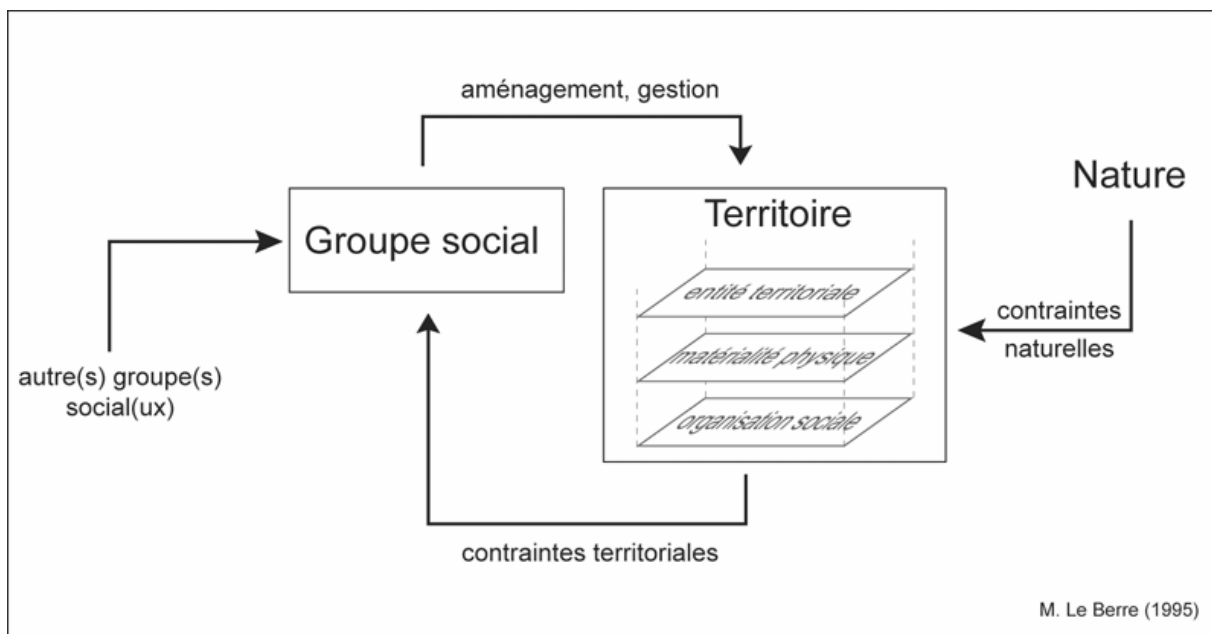 aménagement, gestion
Nature
Territoire
Groupe social
entité territoriale
contraintes
naturelles
matérialité physique
autre(s) groupe(s)
social(ux)
organisation sociale
contraintes territoriales
M. Le Berre (1995)